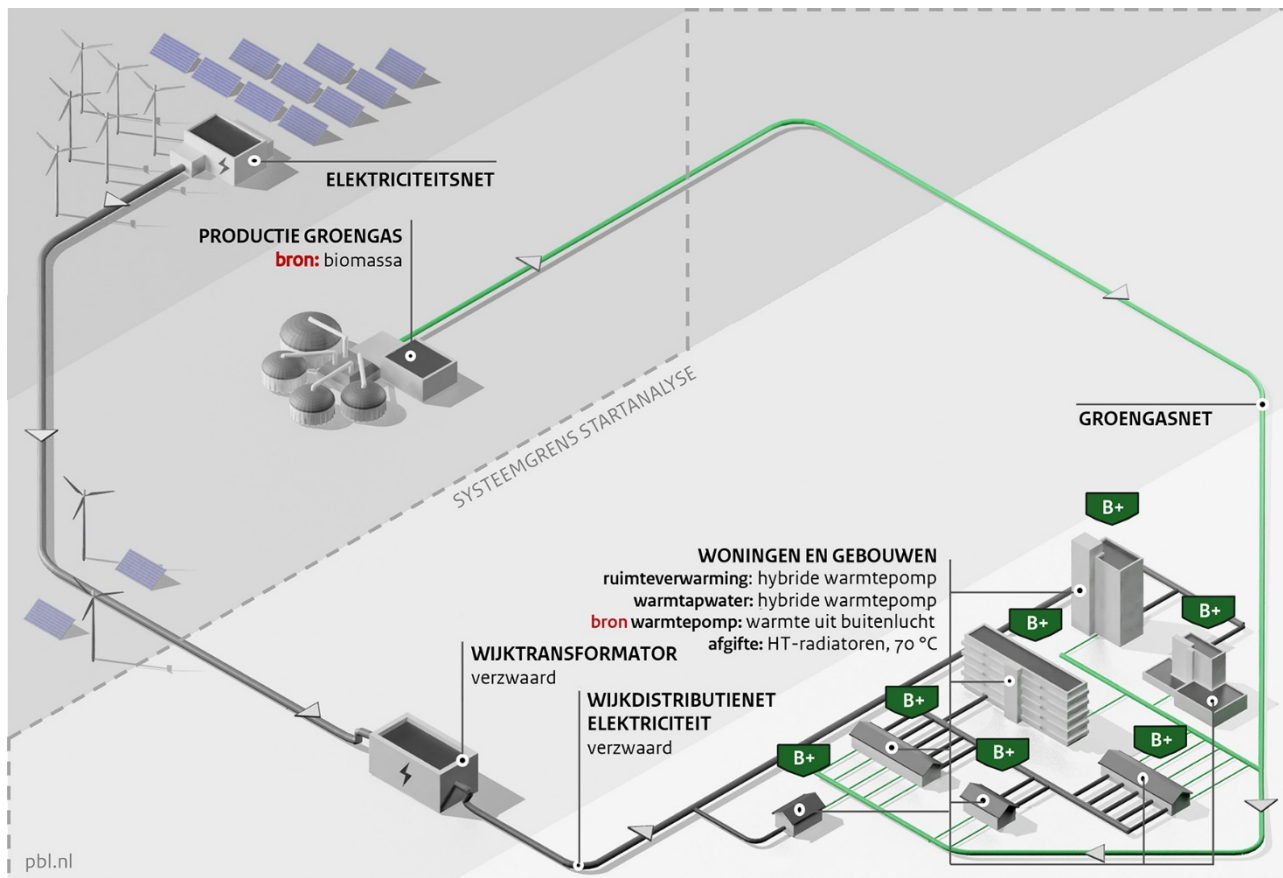 ELEKTRICITEITSNET
PRODUCTIE GROENGAS
bron: biomassa
SYSTEEMGRENS STARTANALYSE
GROENGASNET
B+
WONINGEN EN GEBOUWEN
ruimteverwarming: hybride warmtepomp
warmtapwater: hybride warmtepomp
bron warmtepomp: warmte uit buitenlucht
afgifte: HT-radiatoren, 70 °C
B+
B+
WIJKTRANSFORMATOR
verzwaard
WIJKDISTRIBUTIENET
ELEKTRICITEIT
verzwaard
B+
B+
B+
B+
pbl.nl